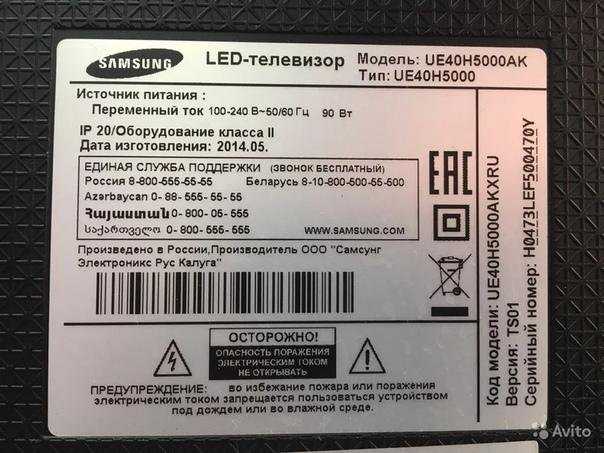 SAMSUNG
LED-телевизор
Модель: UE40H5000AK
Тип: UE40H5000
Источник питания :
Переменный ток 100-240 В~50/60 Гц 90 Вт
IP 20/Оборудование класса II
Дата изготовления: 2014.05.
ЕДИНАЯ СЛУЖБА ПОДДЕРЖКИ (ЗВОНОК БЕСПЛАТНЫЙ)
Россия 8-800-555-55-55 Беларусь 8-10-800-500-55-500
Azərbaycan 0-88-555-55-55
Հայաստան 0-800-05-555
საქართველო 0-800-555-555
WWW.SAMSUNG.COM
Произведено в России,Производитель ООО "Самсунг
Электроникс Рус Калуга"
EAC
ОСТОРОЖНО!
ОПАСНОСТЬ ПОРАЖЕНИЯ
ЭЛЕКТРИЧЕСКИМ ТОКОМ
НЕ ОТКРЫВАТЬ
ПРЕДУПРЕЖДЕНИЕ: во избежание пожара или поражения
электрическим током запрещается пользоваться устройством
под дождем или во влажной среде.
Код модели: UE40H5000AKXRU
Версия: TS01
Серийный номер: H0473LEF500470Y
Avito